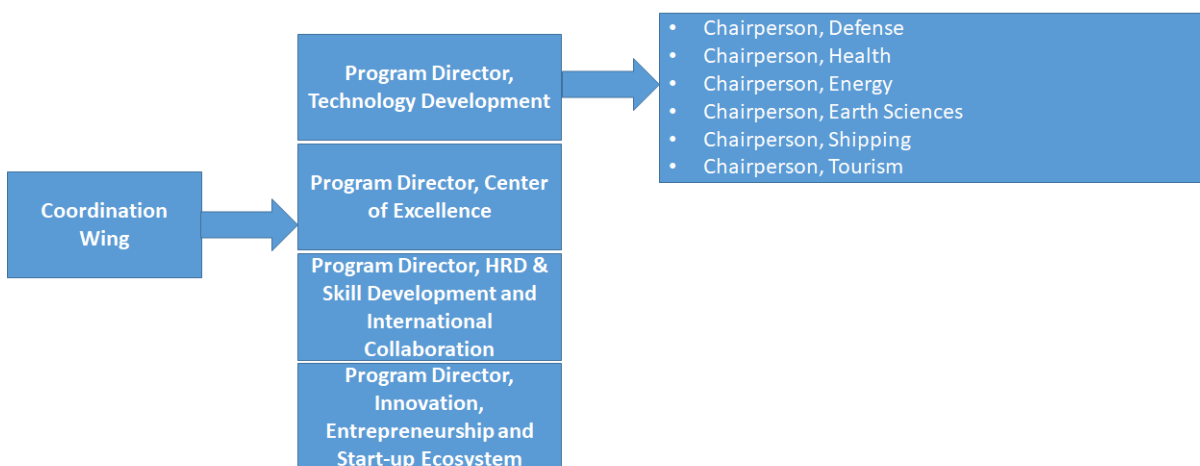 Coordination
Wing
Program Director,
Technology Development
Program Director, Center
of Excellence
Program Director, HRD &
Skill Development and
International
Collaboration
Program Director,
Innovation,
Entrepreneurship and
Start-up Ecosystem
• Chairperson, Defense
• Chairperson, Health
• Chairperson, Energy
• Chairperson, Earth Sciences
• Chairperson, Shipping
• Chairperson, Tourism